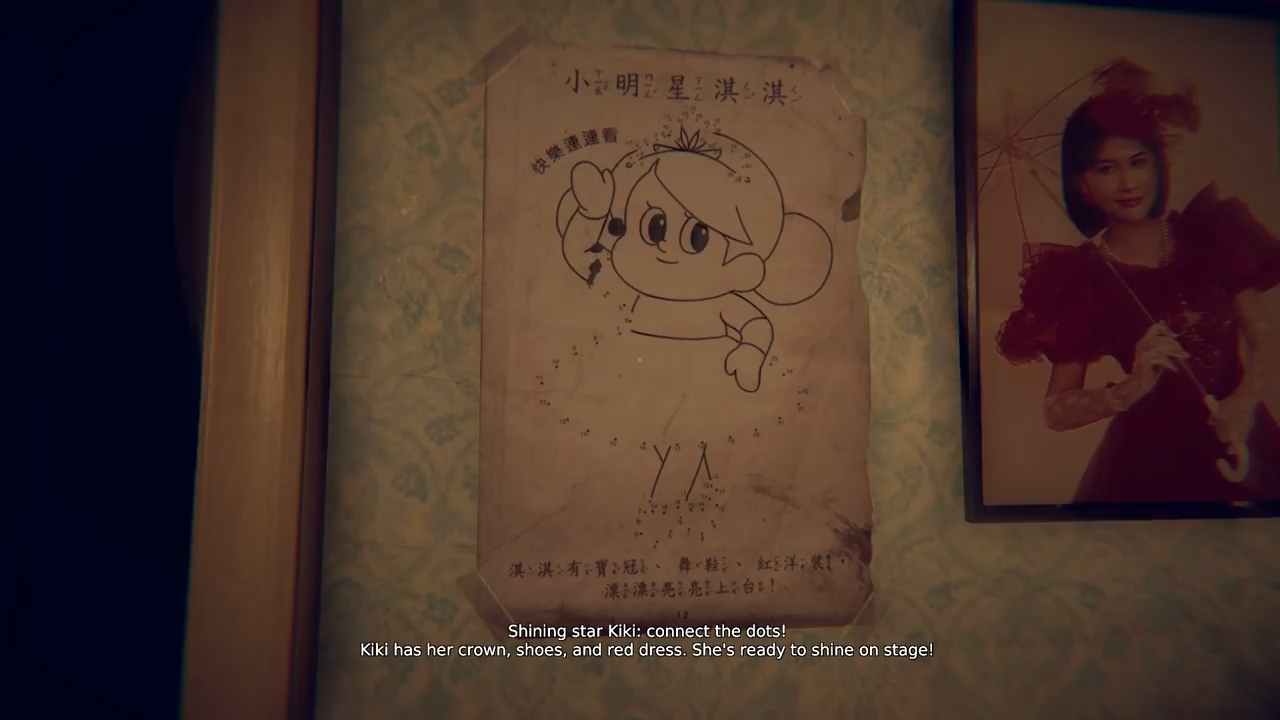 小明星淇淇
快樂連連看
淇淇有寶冠、舞鞋、紅洋裝，
漂漂亮亮上台！
12
Shining star Kiki: connect the dots!
Kiki has her crown, shoes, and red dress. She's ready to shine on stage!